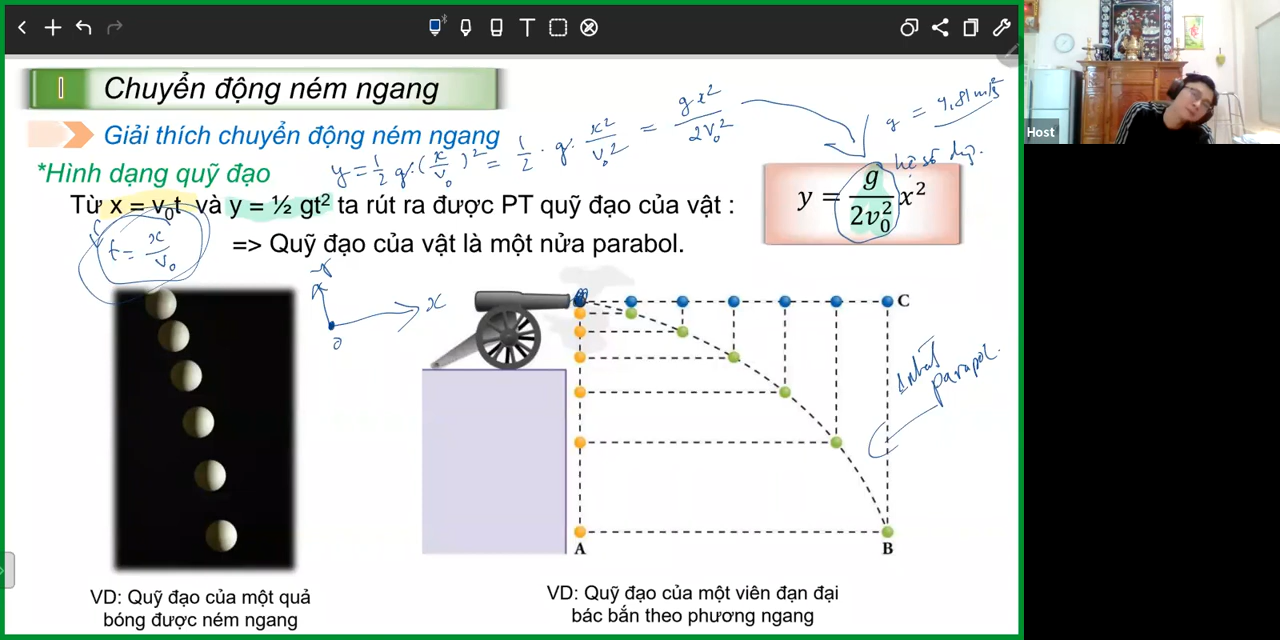 I
Chuyển động ném ngang
Giải thích chuyển động ném ngang
*Hình dạng quỹ đạo
y = 1/2 g.(x/v₀)² = 1/2 . g . x²/v₀² = gx²/2v₀²
g = 9,81 m/s²
Host
Từ x = v₀t và y = ½ gt² ta rút ra được PT quỹ đạo của vật :
y = g/2v₀² x²
t = x/v₀
=> Quỹ đạo của vật là một nửa parabol.
x
O
C
A
B
VD: Quỹ đạo của một quả
bóng được ném ngang
VD: Quỹ đạo của một viên đạn đại
bác bắn theo phương ngang